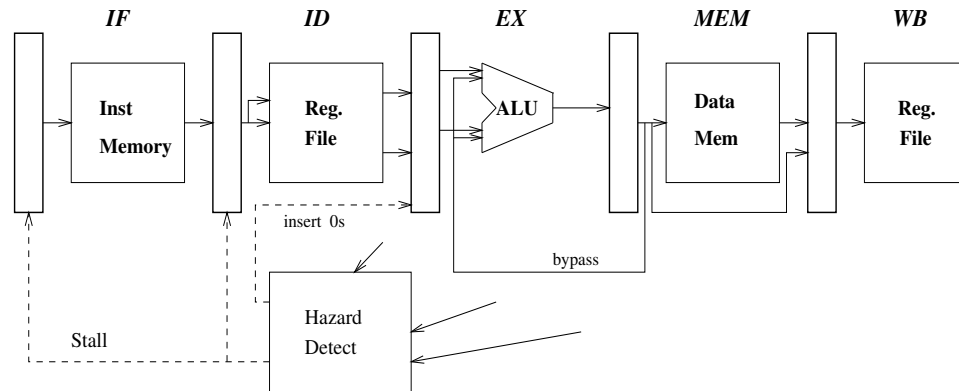 IF ID EX MEM WB
Inst
Memory
Reg.
File
ALU
Data
Mem
Reg.
File
insert 0s
bypass
Hazard
Detect
Stall